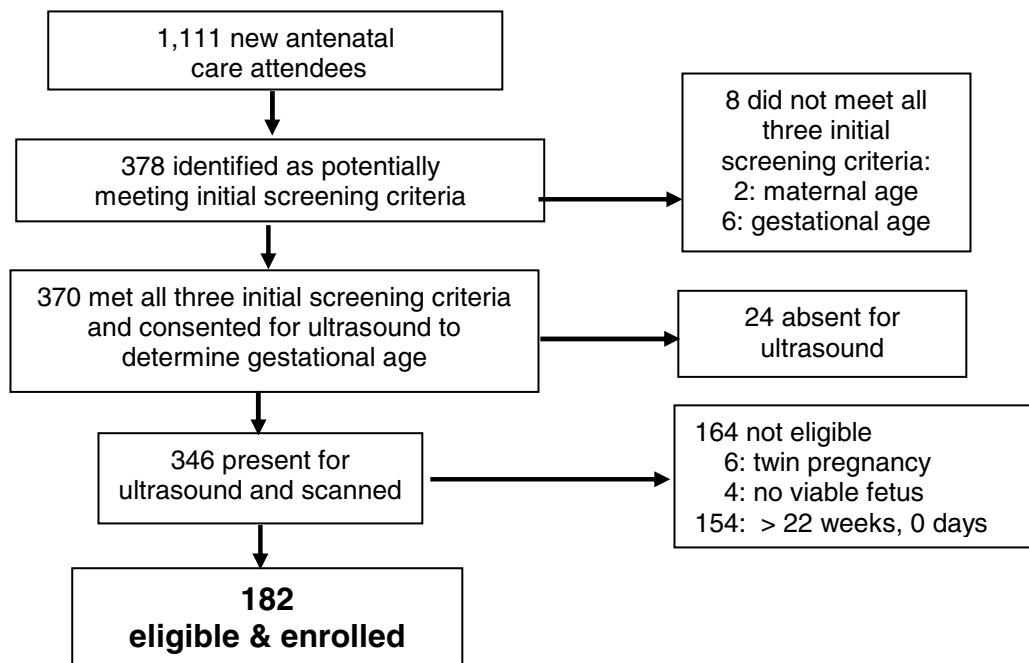 1,111 new antenatal
care attendees
378 identified as potentially
meeting initial screening criteria
8 did not meet all
three initial
screening criteria:
2: maternal age
6: gestational age
370 met all three initial screening criteria
and consented for ultrasound to
determine gestational age
24 absent for
ultrasound
346 present for
ultrasound and scanned
164 not eligible
6: twin pregnancy
4: no viable fetus
154: > 22 weeks, 0 days
182
eligible & enrolled